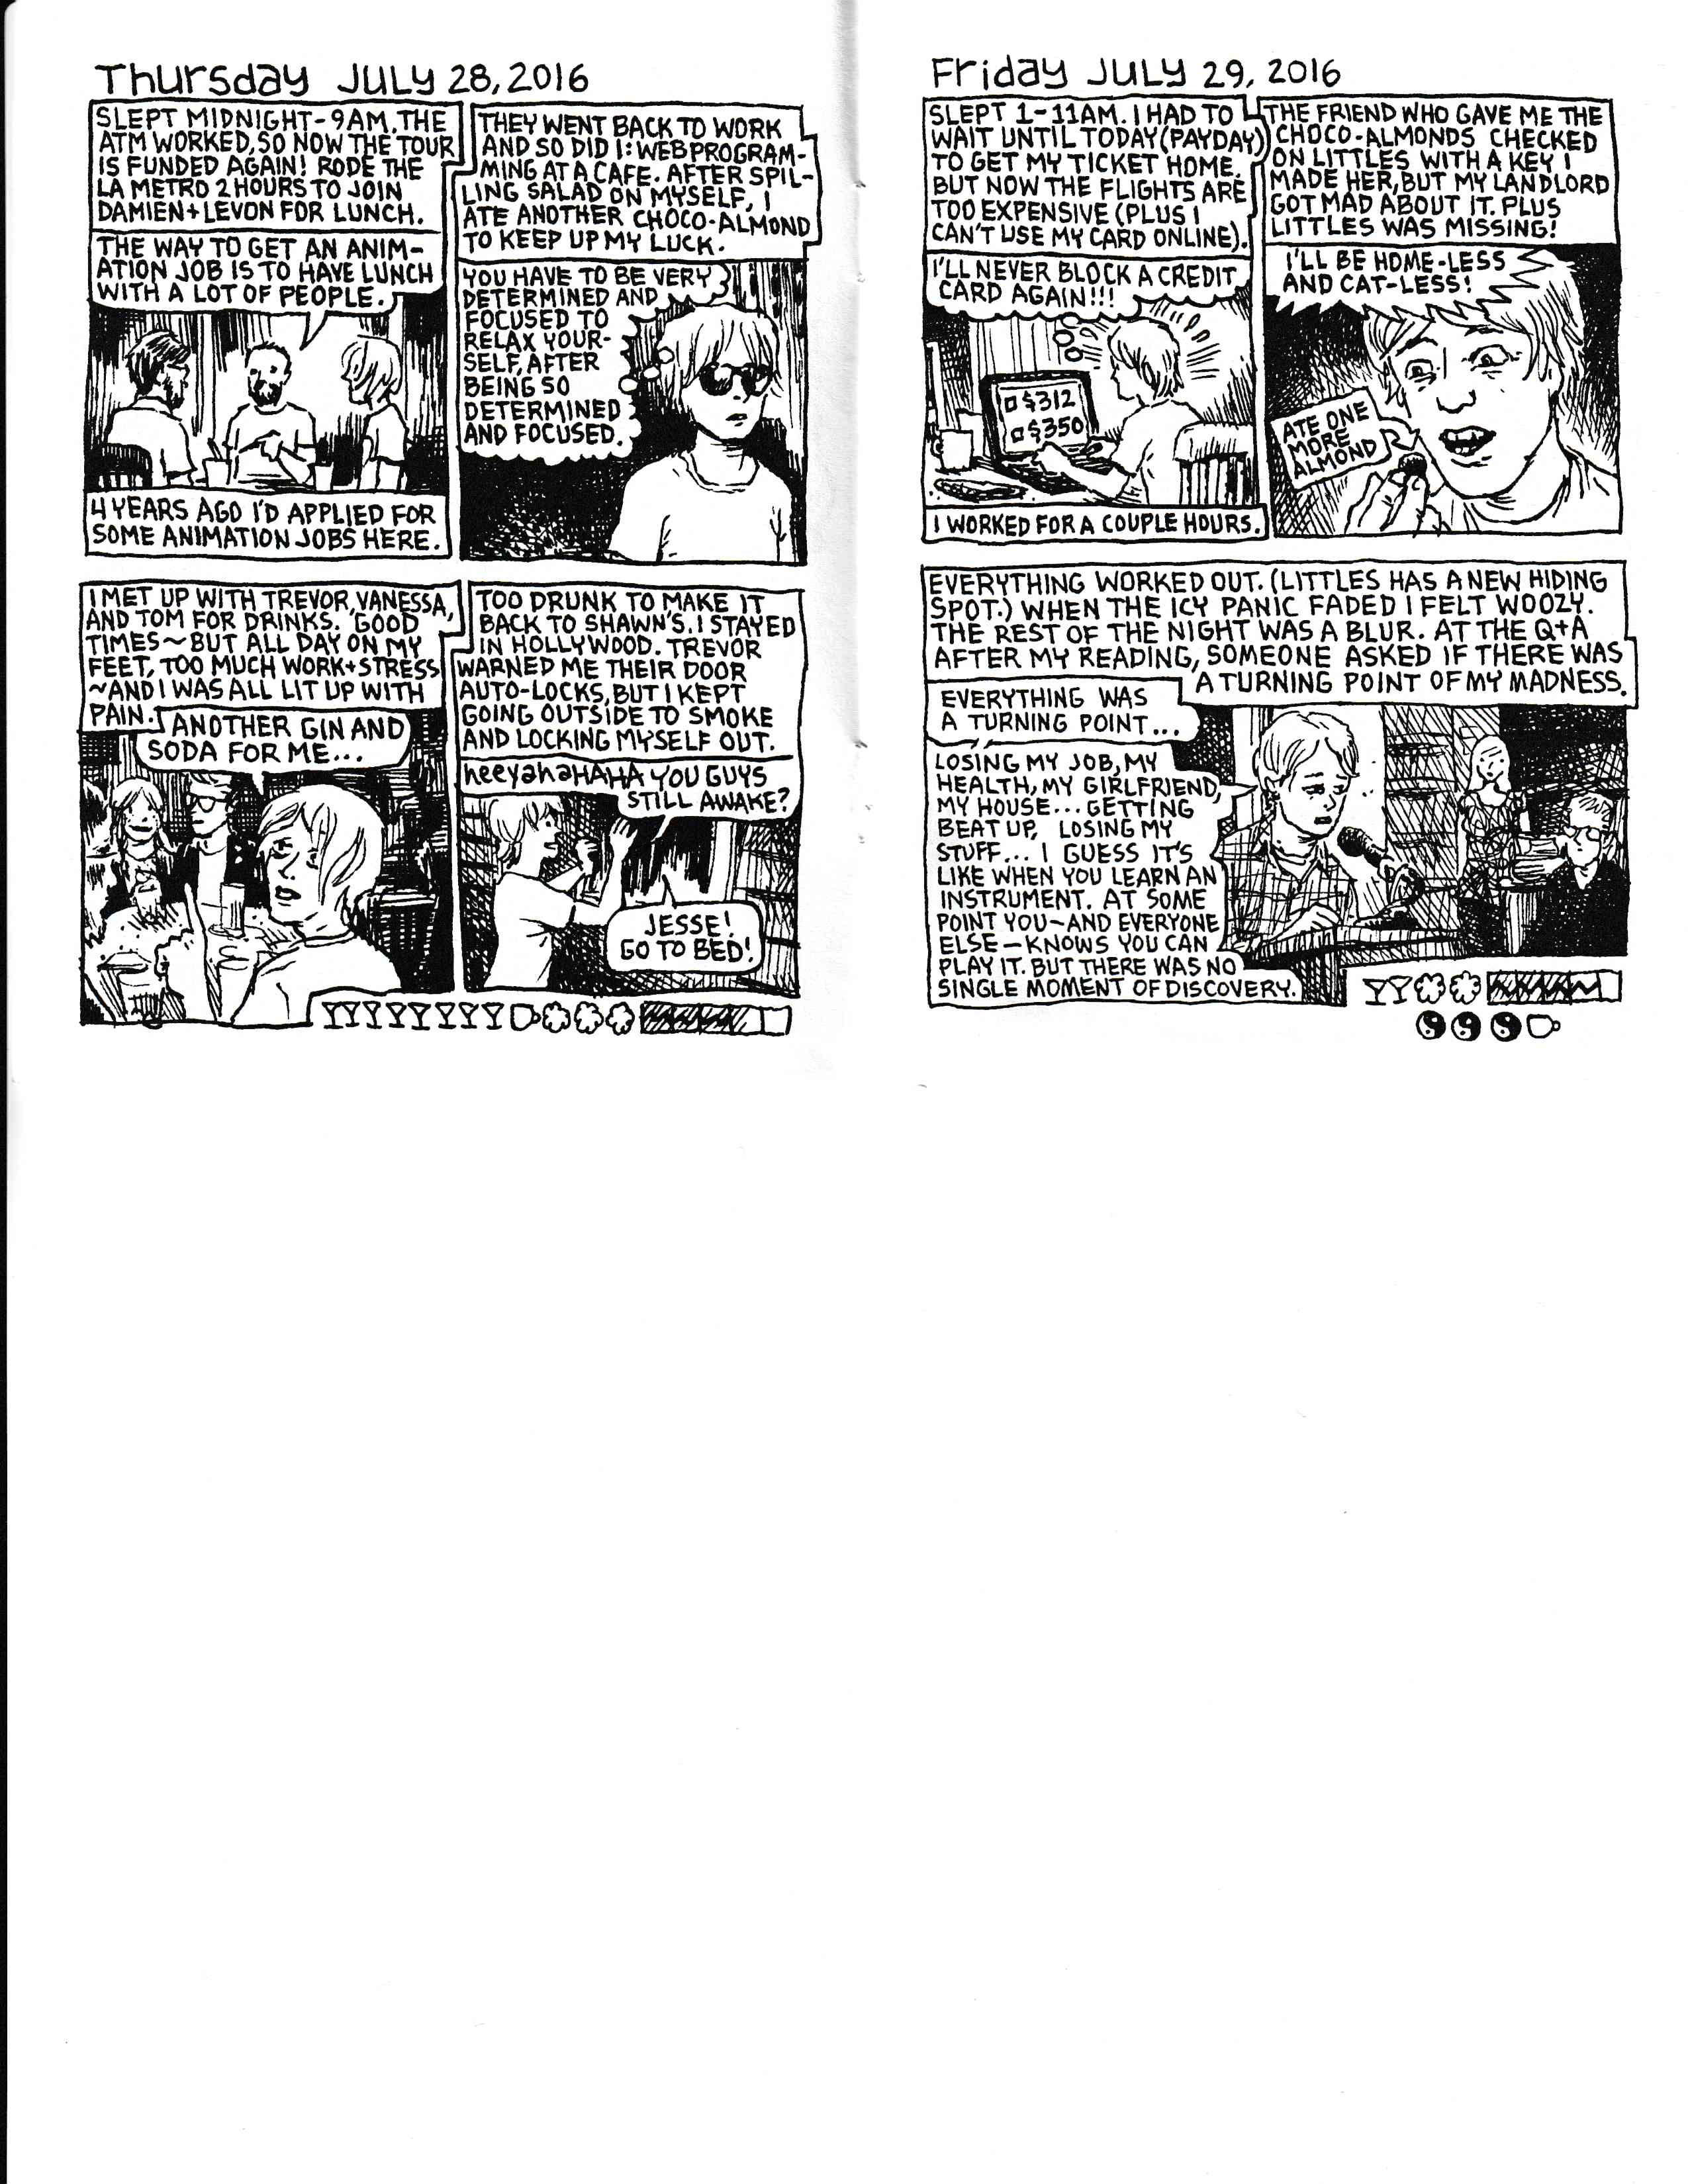 Thursday JULY 28, 2016
SLEPT MIDNIGHT-9AM. THE
ATM WORKED, SO NOW THE TOUR
IS FUNDED AGAIN! RODE THE
LA METRO 2 HOURS TO JOIN
DAMIEN+LEVON FOR LUNCH.
THE WAY TO GET AN ANIM-
ATION JOB IS TO HAVE LUNCH
WITH A LOT OF PEOPLE.
4 YEARS AGO I'D APPLIED FOR
SOME ANIMATION JOBS HERE.
THEY WENT BACK TO WORK
AND SO DID I: WEB PROGRAM-
MING AT A CAFE. AFTER SPIL-
LING SALAD ON MYSELF, I
ATE ANOTHER CHOCO-ALMOND
TO KEEP UP MY LUCK.
YOU HAVE TO BE VERY
DETERMINED AND
FOCUSED TO
RELAX YOUR-
SELF, AFTER
BEING SO
DETERMINED
AND FOCUSED.
I MET UP WITH TREVOR, VANESSA,
AND TOM FOR DRINKS. GOOD
TIMES~BUT ALL DAY ON MY
FEET, TOO MUCH WORK+STRESS
~AND I WAS ALL LIT UP WITH
PAIN.
ANOTHER GIN AND
SODA FOR ME...
TOO DRUNK TO MAKE IT
BACK TO SHAWN'S. I STAYED
IN HOLLYWOOD. TREVOR
WARNED ME THEIR DOOR
AUTO-LOCKS, BUT I KEPT
GOING OUTSIDE TO SMOKE
AND LOCKING MYSELF OUT.
heeyahaHAHA YOU GUYS
STILL AWAKE?
JESSE!
GO TO BED!
Friday JULY 29, 2016
SLEPT 1-11AM. I HAD TO
WAIT UNTIL TODAY (PAYDAY)
TO GET MY TICKET HOME.
BUT NOW THE FLIGHTS ARE
TOO EXPENSIVE (PLUS I
CAN'T USE MY CARD ONLINE).
I'LL NEVER BLOCK A CREDIT
CARD AGAIN!!!
$312
$350
I WORKED FOR A COUPLE HOURS.
THE FRIEND WHO GAVE ME THE
CHOCO-ALMONDS CHECKED
ON LITTLES WITH A KEY I
MADE HER, BUT MY LANDLORD
GOT MAD ABOUT IT. PLUS
LITTLES WAS MISSING!
I'LL BE HOME-LESS
AND CAT-LESS!
ATE ONE
MORE
ALMOND
EVERYTHING WORKED OUT. (LITTLES HAS A NEW HIDING
SPOT.) WHEN THE ICY PANIC FADED I FELT WOOZY.
THE REST OF THE NIGHT WAS A BLUR. AT THE Q+A
AFTER MY READING, SOMEONE ASKED IF THERE WAS
A TURNING POINT OF MY MADNESS.
EVERYTHING WAS
A TURNING POINT...
LOSING MY JOB, MY
HEALTH, MY GIRLFRIEND,
MY HOUSE... GETTING
BEAT UP, LOSING MY
STUFF... I GUESS IT'S
LIKE WHEN YOU LEARN AN
INSTRUMENT. AT SOME
POINT YOU—AND EVERYONE
ELSE—KNOWS YOU CAN
PLAY IT. BUT THERE WAS NO
SINGLE MOMENT OF DISCOVERY.